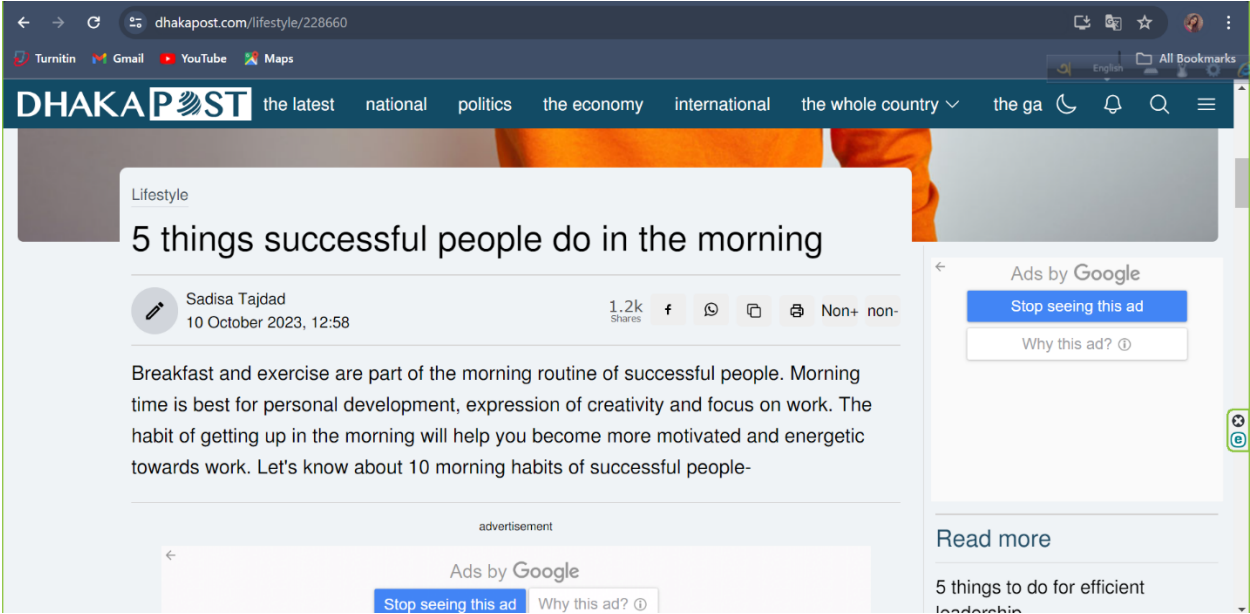 dhakapost.com/lifestyle/228660
Turnitin Gmail YouTube Maps
All Bookmarks
English
DHAKA POST the latest national politics the economy international the whole country the ga
Lifestyle
5 things successful people do in the morning
Sadisa Tajdad
10 October 2023, 12:58
1.2k
Shares
Non+ non-
Breakfast and exercise are part of the morning routine of successful people. Morning
time is best for personal development, expression of creativity and focus on work. The
habit of getting up in the morning will help you become more motivated and energetic
towards work. Let's know about 10 morning habits of successful people-
advertisement
Ads by Google
Stop seeing this ad Why this ad?
Ads by Google
Stop seeing this ad
Why this ad?
Read more
5 things to do for efficient
leadership